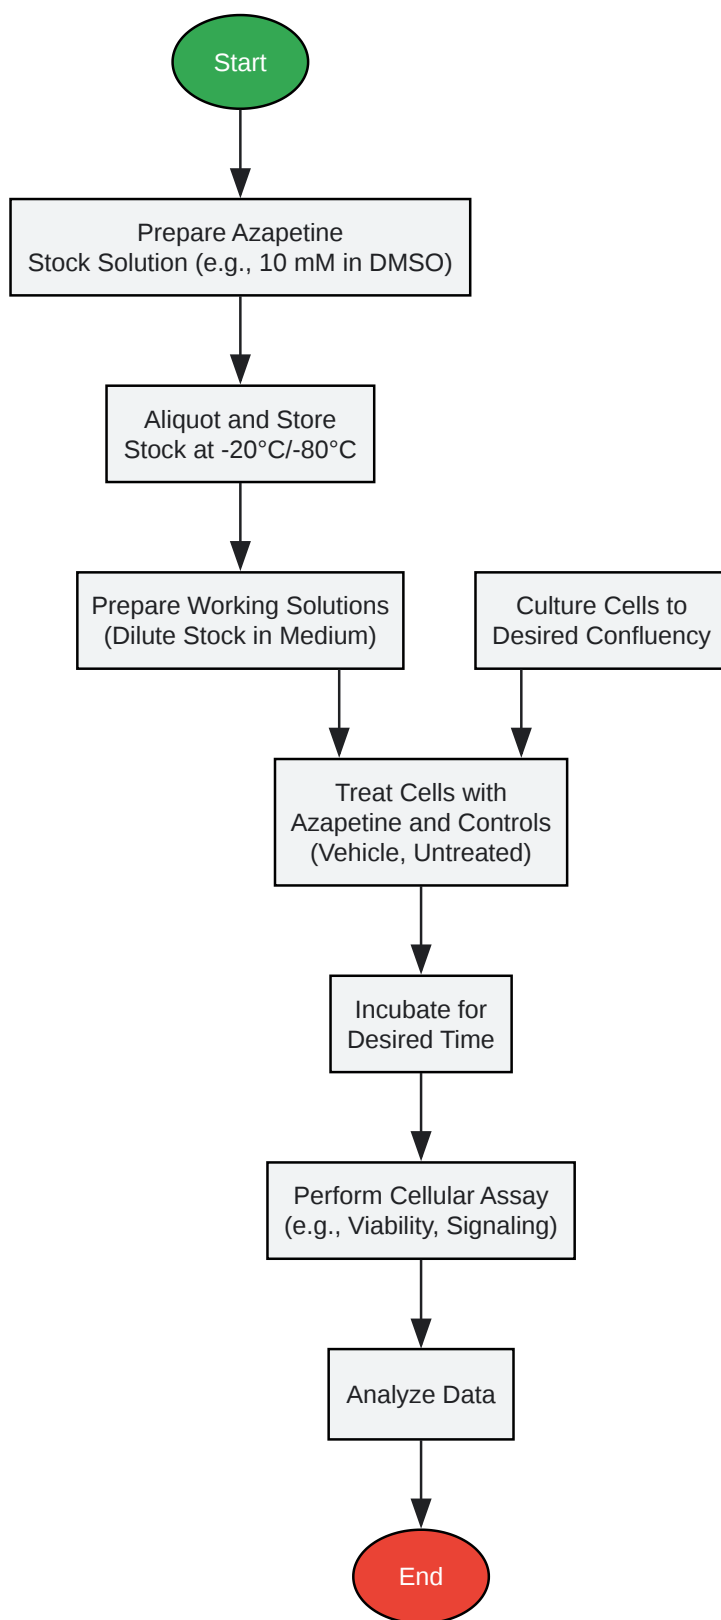 Start
Prepare Azapetine
Stock Solution (e.g., 10 mM in DMSO)
Aliquot and Store
Stock at -20°C/-80°C
Prepare Working Solutions
(Dilute Stock in Medium)
Culture Cells to
Desired Confluency
Treat Cells with
Azapetine and Controls
(Vehicle, Untreated)
Incubate for
Desired Time
Perform Cellular Assay
(e.g., Viability, Signaling)
Analyze Data
End